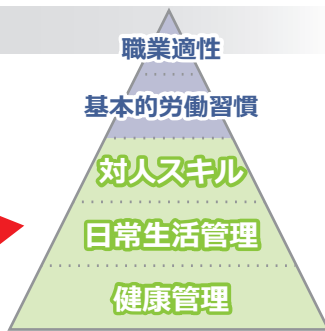 職業適性
基本的労働習慣
対人スキル
日常生活管理
健康管理